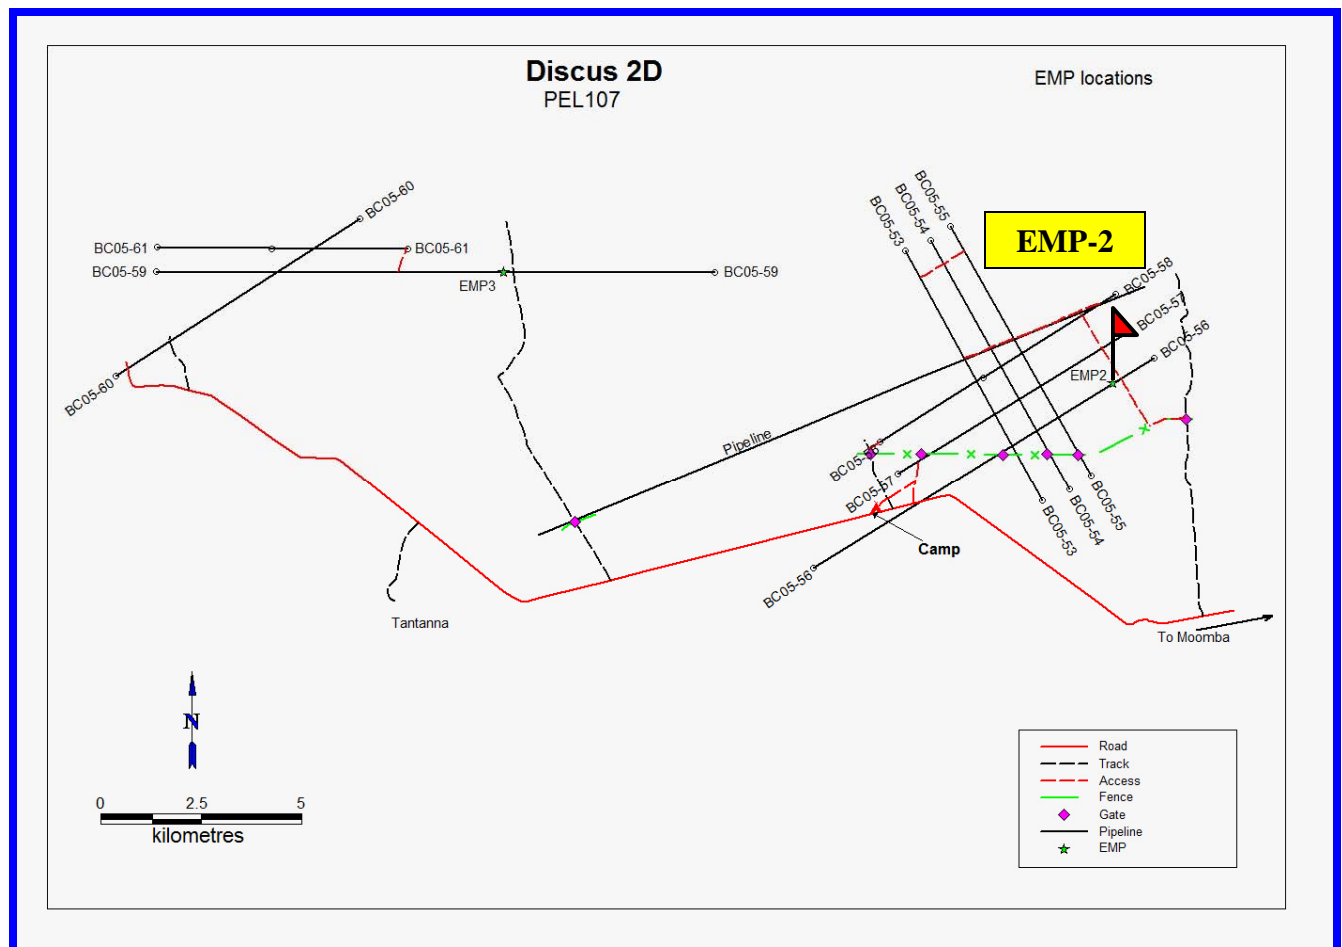 Discus 2D
PEL107
EMP locations
BC05-60
BC05-61
BC05-61
BC05-59
EMP3
BC05-59
BC05-60
BC05-53
BC05-54
BC05-55
EMP-2
BC05-58
BC05-57
BC05-56
EMP2
Pipeline
BC05-58
BC05-57
BC05-56
Camp
BC05-53
BC05-54
BC05-55
Tantanna
To Moomba
N
0 2.5 5
kilometres
Road
Track
Access
Fence
Gate
Pipeline
EMP